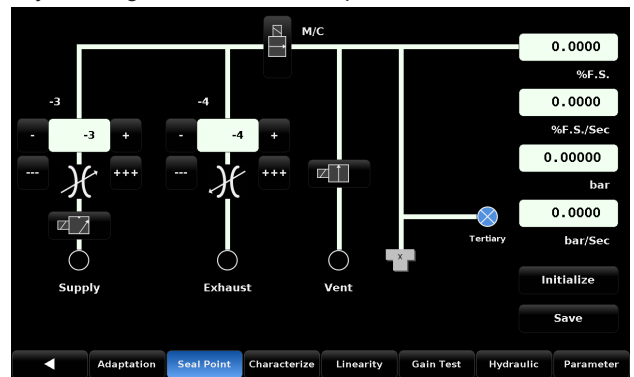 M/C
0.0000
%F.S.
-3
-4
0.0000
- -3 +
- -4 +
%F.S./Sec
0.00000
--- +++
--- +++
bar
0.0000
Tertiary
bar/Sec
x
Supply
Exhaust
Vent
Initialize
Save
Adaptation
Seal Point
Characterize
Linearity
Gain Test
Hydraulic
Parameter